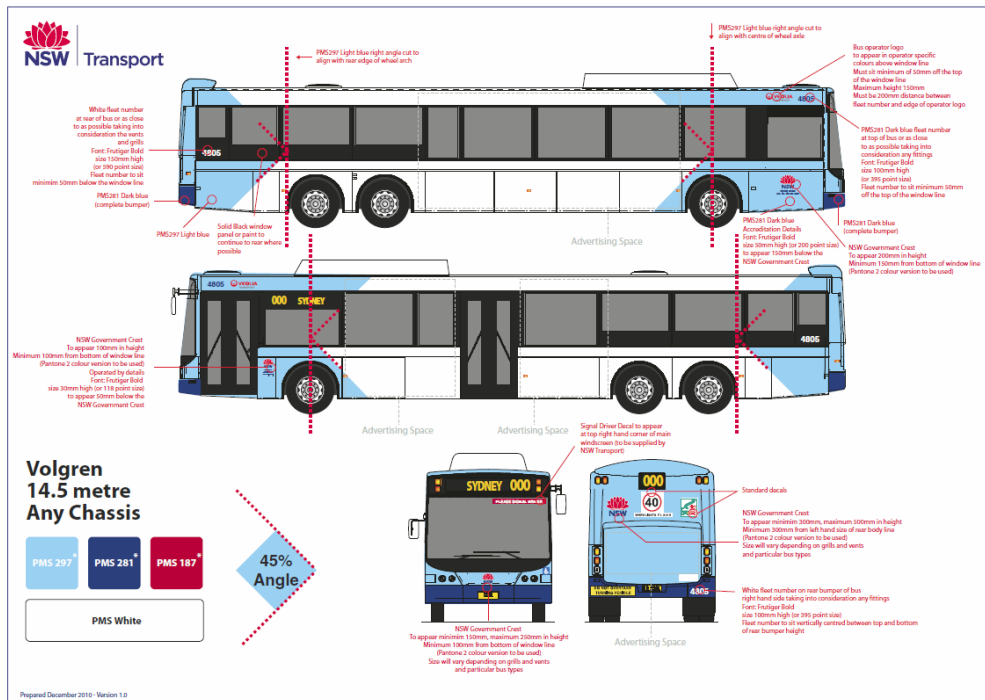 NSW
Transport
PMS297 Light blue right angle cut to
align with rear edge of wheel arch
PMS297 Light blue right angle cut to
align with centre of wheel axle
Bus operator logo
to appear in operator specific
colours above window line
Must sit minimum of 50mm off the top
of the window line
Maximum height 150mm
Must be 200mm distance between
fleet number and edge of operator logo
White fleet number
at rear of bus or as close
to as possible taking into
consideration the vents
and grills
Font: Frutiger Bold
size 150mm high
(or 590 point size)
Fleet number to sit
minimim 50mm below the window line
PMS281 Dark blue
(complete bumper)
PMS297 Light blue
Solid Black window
panel or paint to
continue to rear where
possible
4805
VEOLIA
4805
NSW
PMS281 Dark blue fleet number
at top of bus or as close
to as possible taking into
consideration any fittings
Font: Frutiger Bold
size 100mm high
(or 395 point size)
Fleet number to sit minimum 50mm
off the top of the window line
Advertising Space
PMS281 Dark blue
Accreditation Details
Font: Frutiger Bold
size 50mm high (or 200 point size)
to appear 150mm below the
NSW Government Crest
PMS281 Dark blue
(complete bumper)
NSW Government Crest
To appear 200mm in height
Minimum 150mm from bottom of window line
(Pantone 2 colour version to be used)
4805 VEOLIA
000 SYDNEY
4805
NSW Government Crest
To appear 100mm in height
Minimum 100mm from bottom of window line
(Pantone 2 colour version to be used)
Operated by details
Font: Frutiger Bold
size 30mm high (or 118 point size)
to appear 50mm below the
NSW Government Crest
Advertising Space
Advertising Space
Signal Driver Decal to appear
at top right hand corner of main
windscreen (to be supplied by
NSW Transport)
Volgren
14.5 metre
Any Chassis
PMS 297*
PMS 281*
PMS 187*
PMS White
45%
Angle
SYDNEY 000
PLEASE SIGNAL DRIVER
000
40
NSW
4805
Standard decals
NSW Government Crest
To appear minimim 300mm, maximum 500mm in height
Minimum 300mm from left hand size of rear body line
(Pantone 2 colour version to be used)
Size will vary depending on grills and vents
and particular bus types
White fleet number on rear bumper of bus
right hand side taking into consideration any fittings
Font: Frutiger Bold
size 100mm high (or 395 point size)
Fleet number to sit vertically centred between top and bottom
of rear bumper height
NSW Government Crest
To appear minimim 150mm, maximum 250mm in height
Minimum 100mm from bottom of window line
(Pantone 2 colour version to be used)
Size will vary depending on grills and vents
and particular bus types
Advertising Space
Prepared December 2010 - Version 1.0